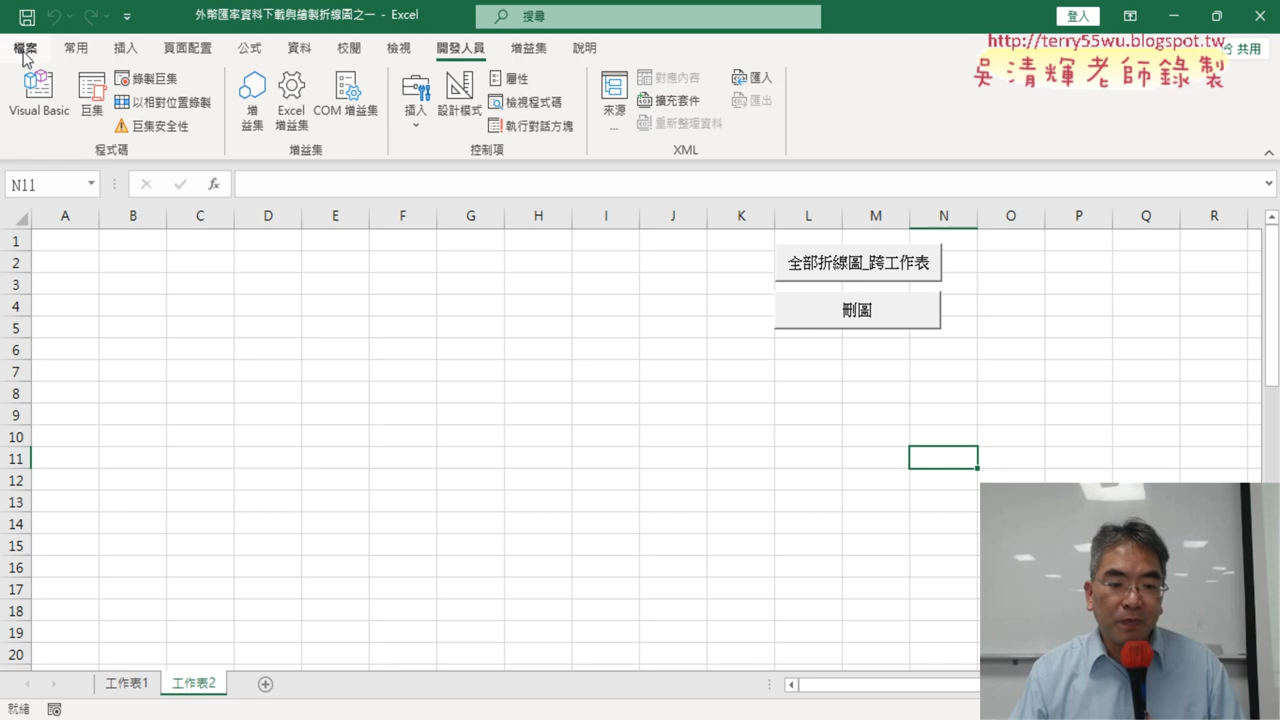 外幣匯率資料下載與繪製折線圖之一 - Excel
搜尋
登入
檔案 常用 插入 頁面配置 公式 資料 校閱 檢視 開發人員 增益集 說明
共用
http://terry55wu.blogspot.tw
吳清輝老師錄製
Visual Basic
巨集
錄製巨集
以相對位置錄製
巨集安全性
程式碼
增益集
Excel 增益集
COM 增益集
增益集
插入
設計模式
屬性
檢視程式碼
執行對話方塊
控制項
來源
...
對應內容
擴充套件
重新整理資料
匯入
匯出
XML
N11
fx
A B C D E F G H I J K L M N O P Q R
1
2
3
4
5
6
7
8
9
10
11
12
13
14
15
16
17
18
19
20
全部折線圖_跨工作表
刪圖
工作表1 工作表2
就緒